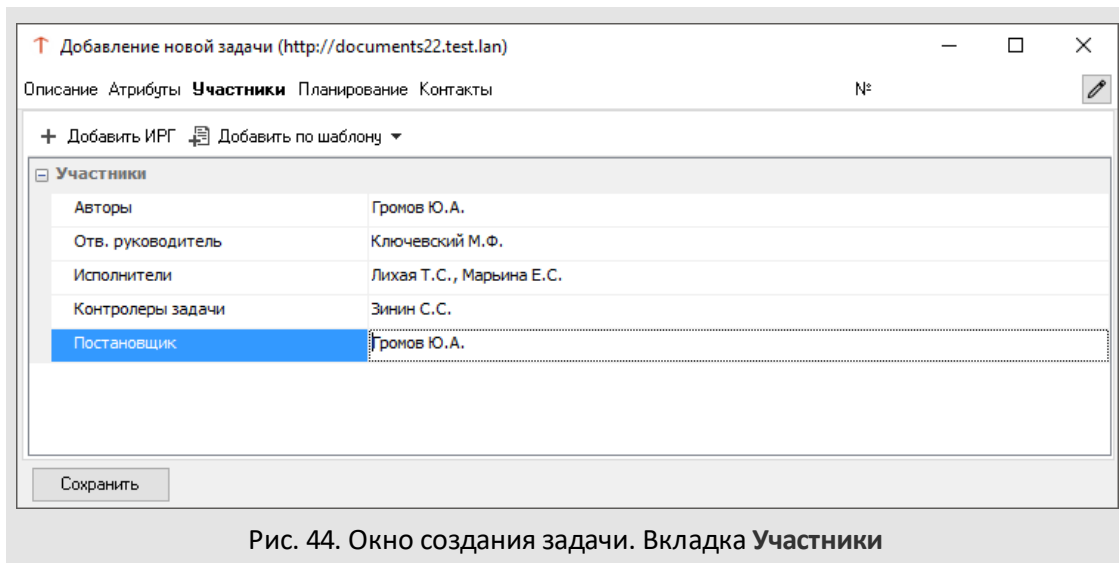 Добавление новой задачи (http://documents22.test.lan)
Описание Атрибуты Участники Планирование Контакты №
Добавить ИРГ Добавить по шаблону
Участники
Авторы Громов Ю.А.
Отв. руководитель Ключевский М.Ф.
Исполнители Лихая Т.С., Марьина Е.С.
Контролеры задачи Зинин С.С.
Постановщик Громов Ю.А.
Сохранить
Рис. 44. Окно создания задачи. Вкладка Участники